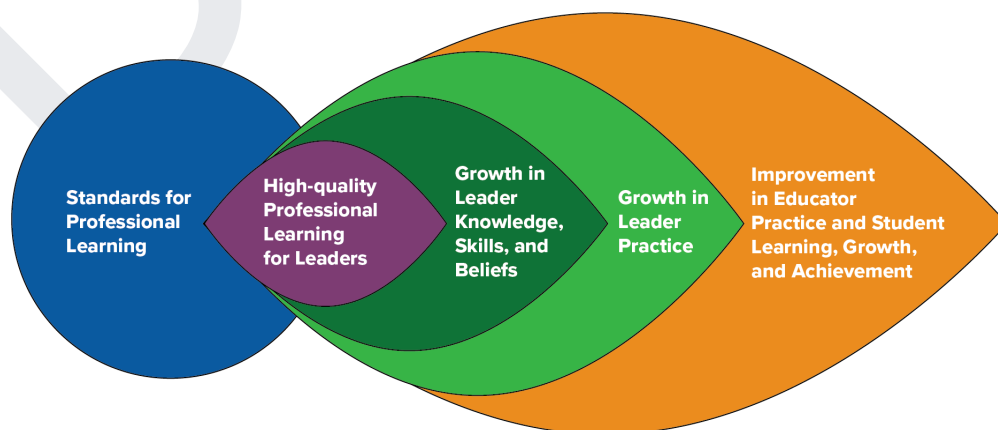 Standards for
Professional
Learning
High-quality
Professional
Learning
for Leaders
Growth in
Leader
Knowledge,
Skills, and
Beliefs
Growth in
Leader
Practice
Improvement
in Educator
Practice and Student
Learning, Growth,
and Achievement